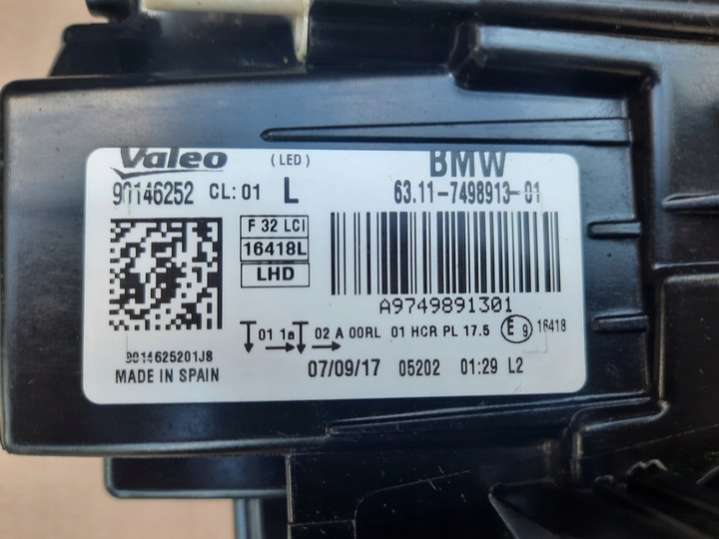 Valeo (LED) BMW
90146252 CL: 01 L 63.11-7498913-01
F 32 LCI
16418L
LHD
A9749891301
01 1a 02 A 00RL 01 HCR PL 17.5 E9 16418
9014625201J8
MADE IN SPAIN 07/09/17 05202 01:29 L2